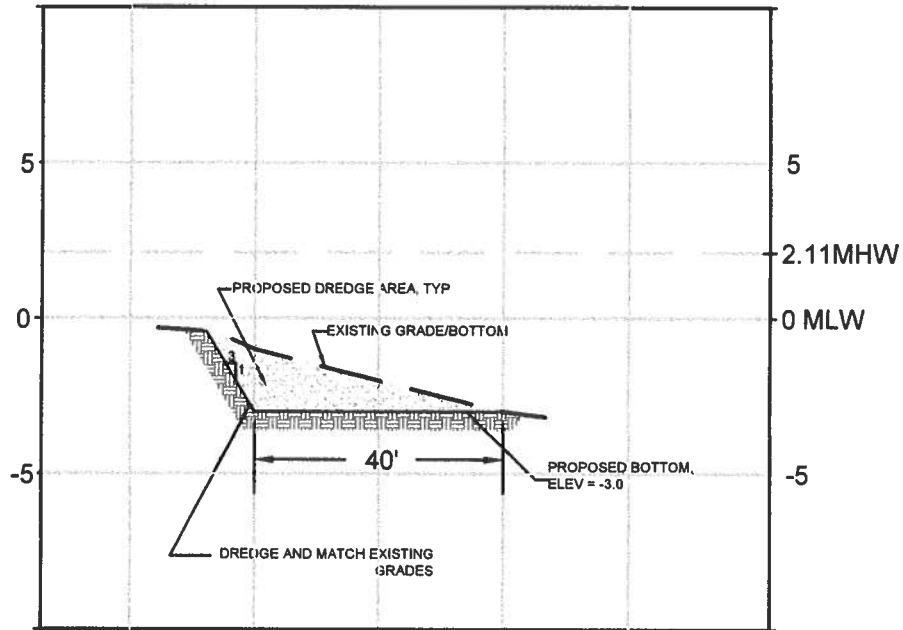 5
5
2.11MHW
PROPOSED DREDGE AREA, TYP
0
0 MLW
EXISTING GRADE/BOTTOM
3
1
40'
-5
-5
PROPOSED BOTTOM,
ELEV = -3.0
DREDGE AND MATCH EXISTING
GRADES